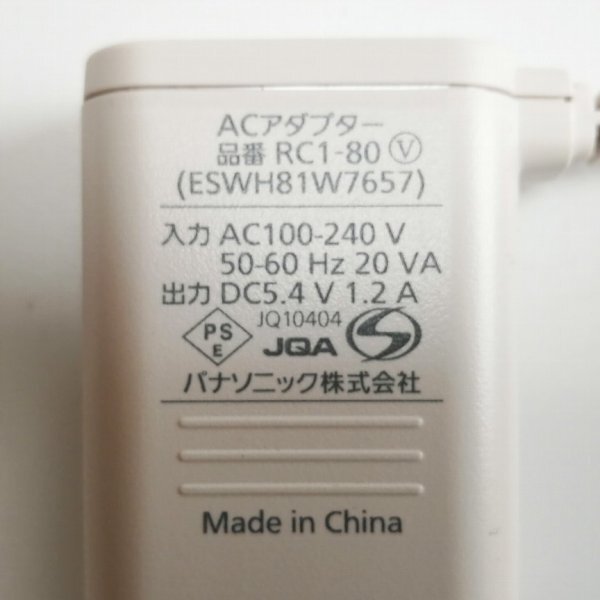 ACアダプター
品番 RC1-80 Ⓥ
(ESWH81W7657)
入力 AC100-240 V
50-60 Hz 20 VA
出力 DC5.4 V 1.2 A
PS
E
JQ10404
JQA
パナソニック株式会社
Made in China